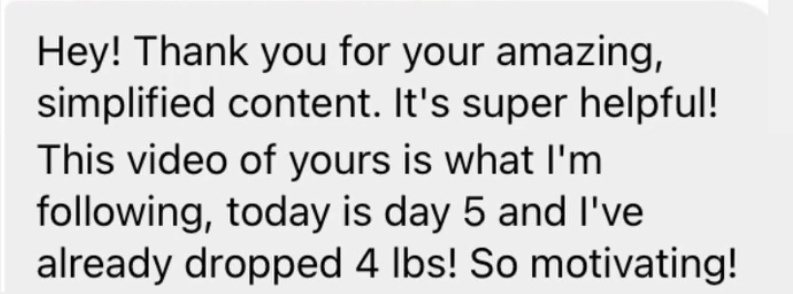 Hey! Thank you for your amazing,
simplified content. It's super helpful!
This video of yours is what I'm
following, today is day 5 and I've
already dropped 4 lbs! So motivating!